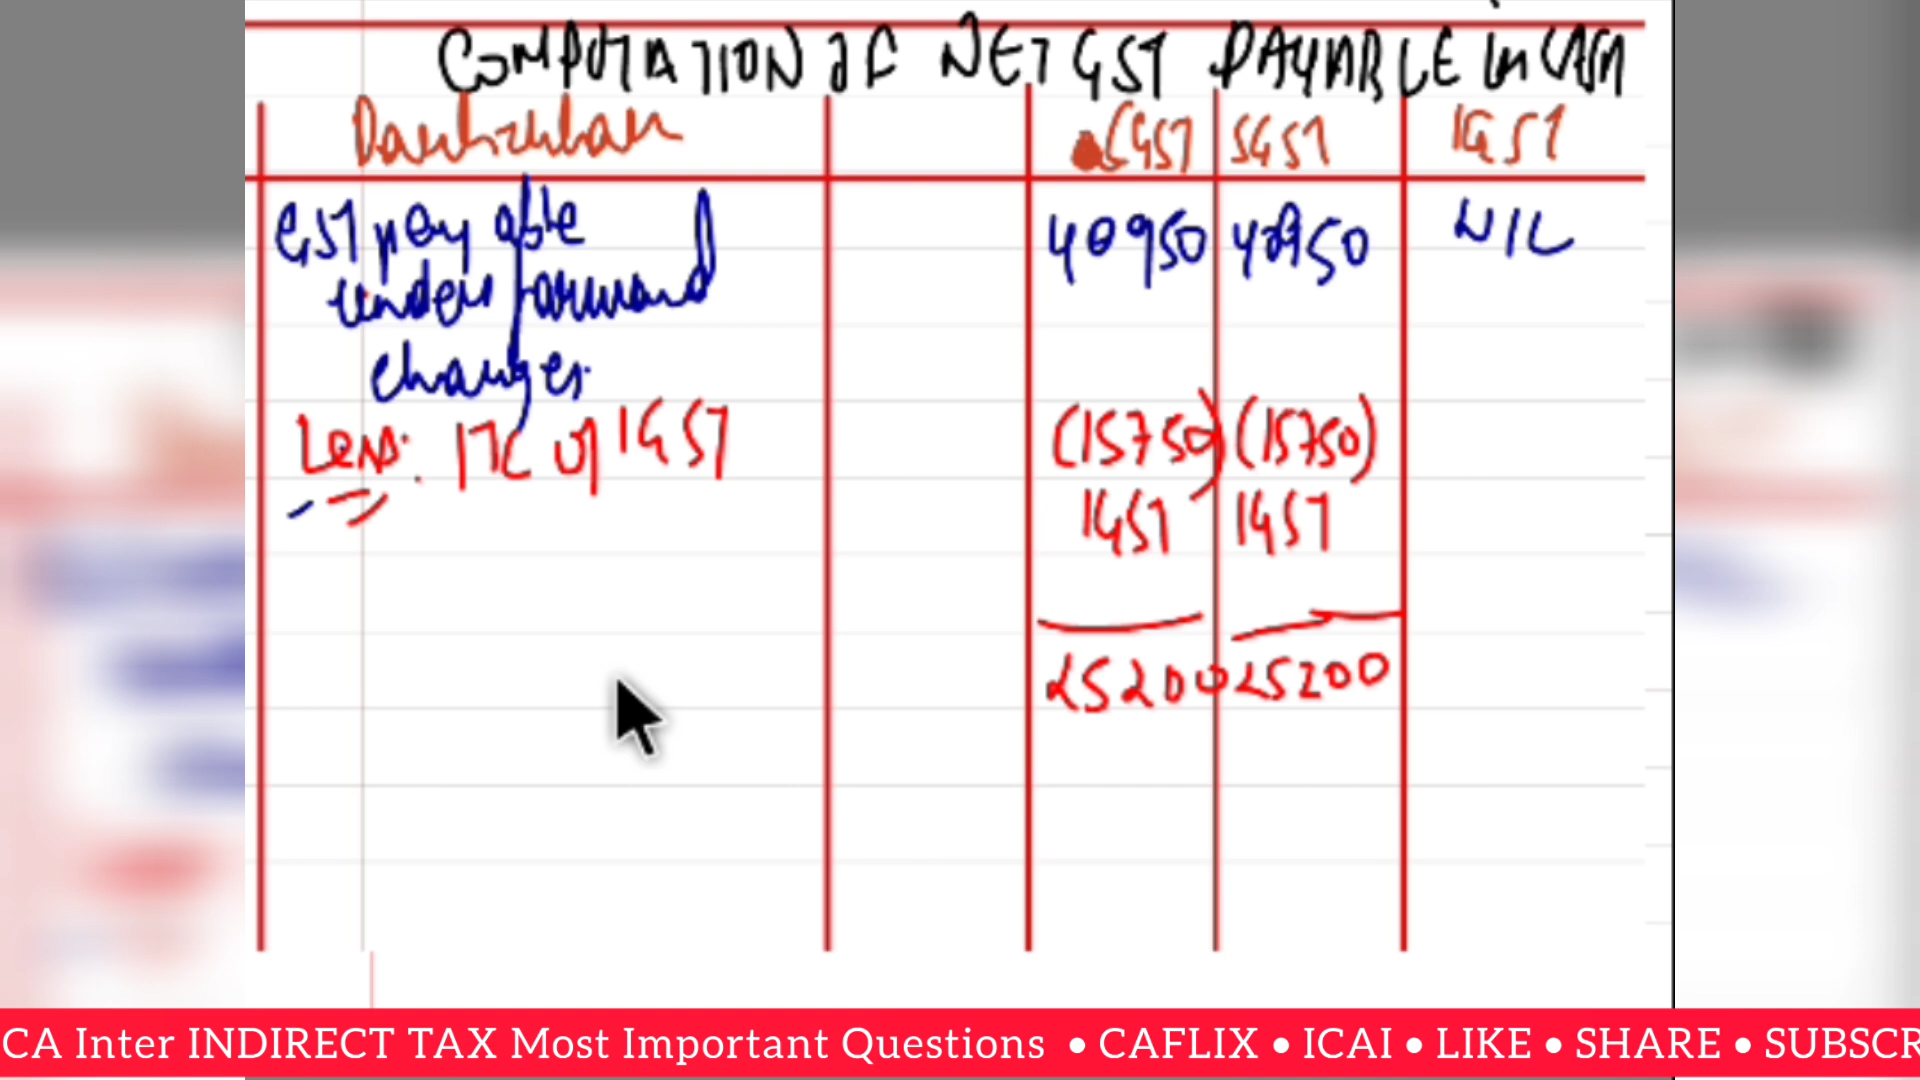 COMPUTATION OF NET GST PAYABLE IN CASH
Particulars CGST SGST IGST
GST payable 40950 40950 NIL
under forward
charges.
Less: ITC of IGST (15750) (15750)
IGST IGST
25200 25200
CA Inter INDIRECT TAX Most Important Questions • CAFLIX • ICAI • LIKE • SHARE • SUBSCR